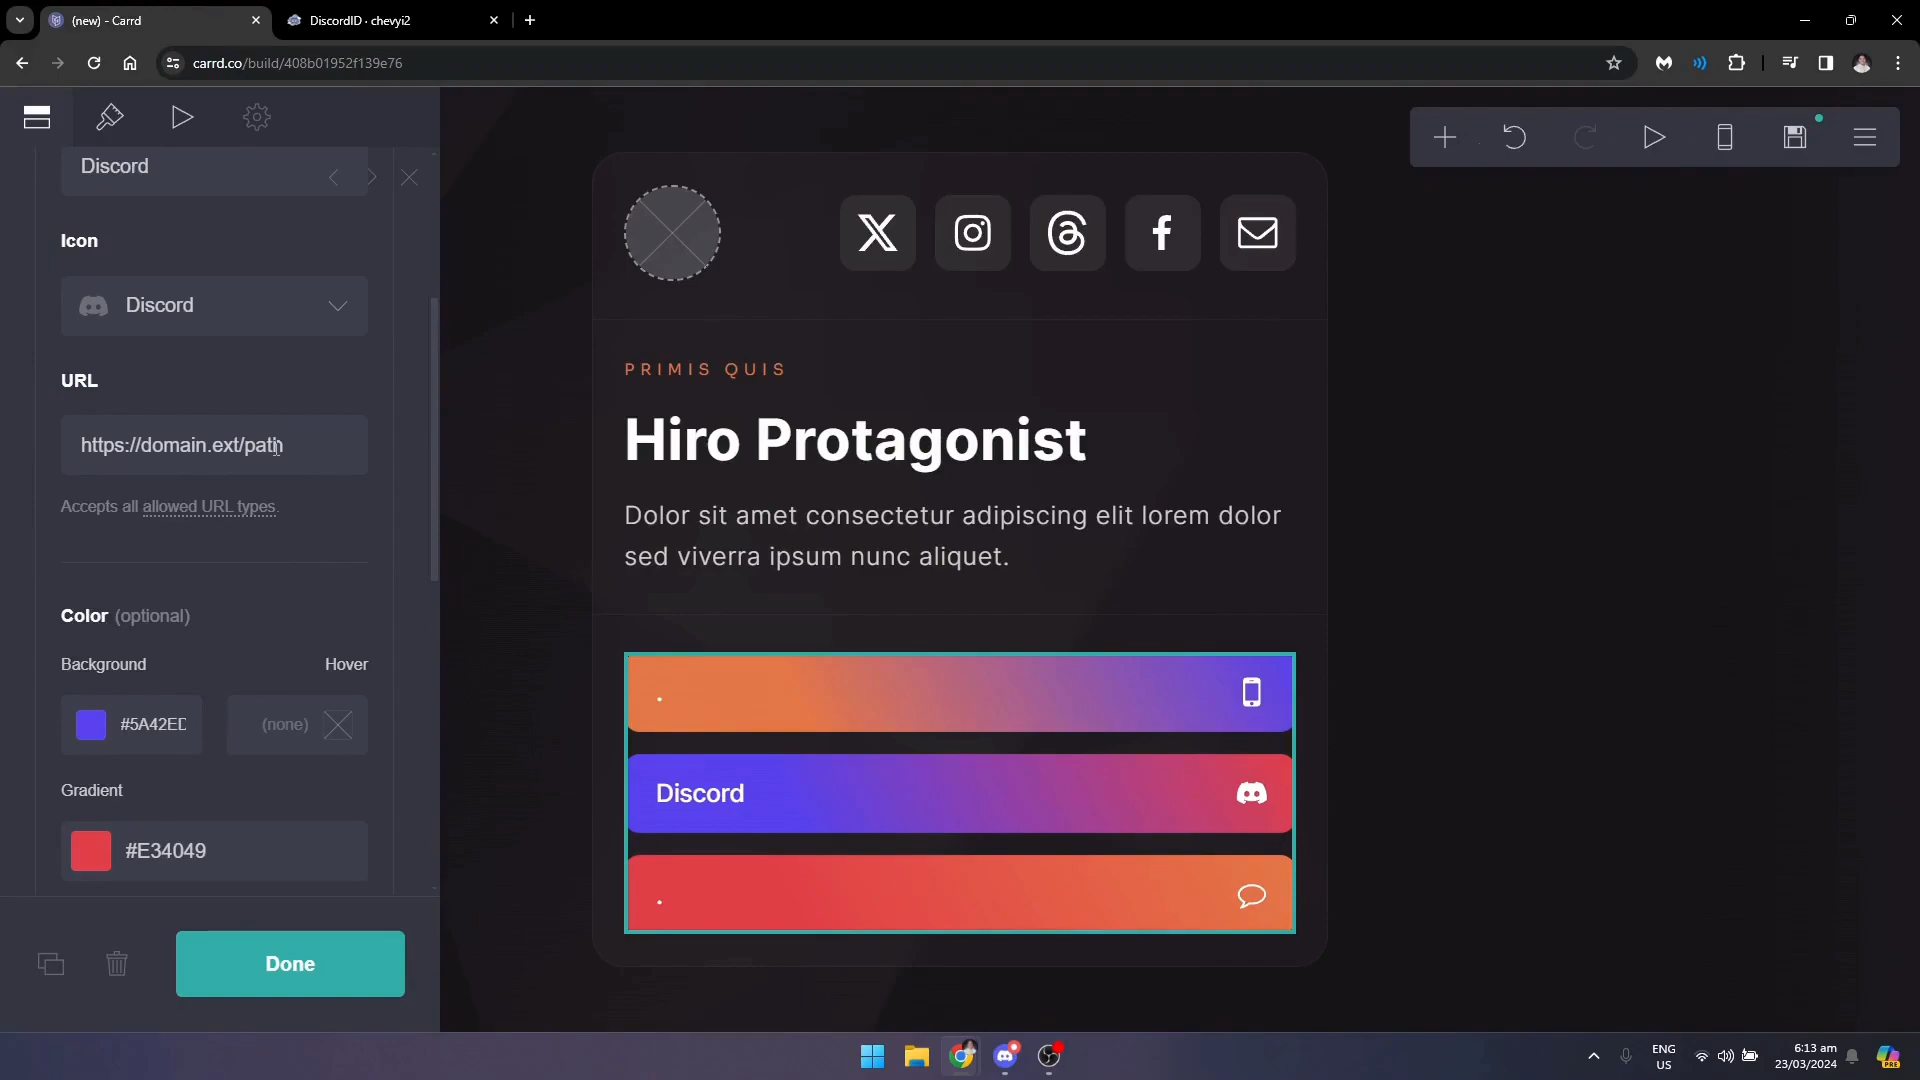 (new) - Carrd
DiscordID · chevyi2
carrd.co/build/408b01952f139e76
Discord
Icon
Discord
URL
https://domain.ext/path
Accepts all allowed URL types.
Color (optional)
Background
Hover
#5A42ED
(none)
Gradient
#E34049
Done
PRIMIS QUIS
Hiro Protagonist
Dolor sit amet consectetur adipiscing elit lorem dolor
sed viverra ipsum nunc aliquet.
.
Discord
.
ENG
US
6:13 am
23/03/2024
PRE